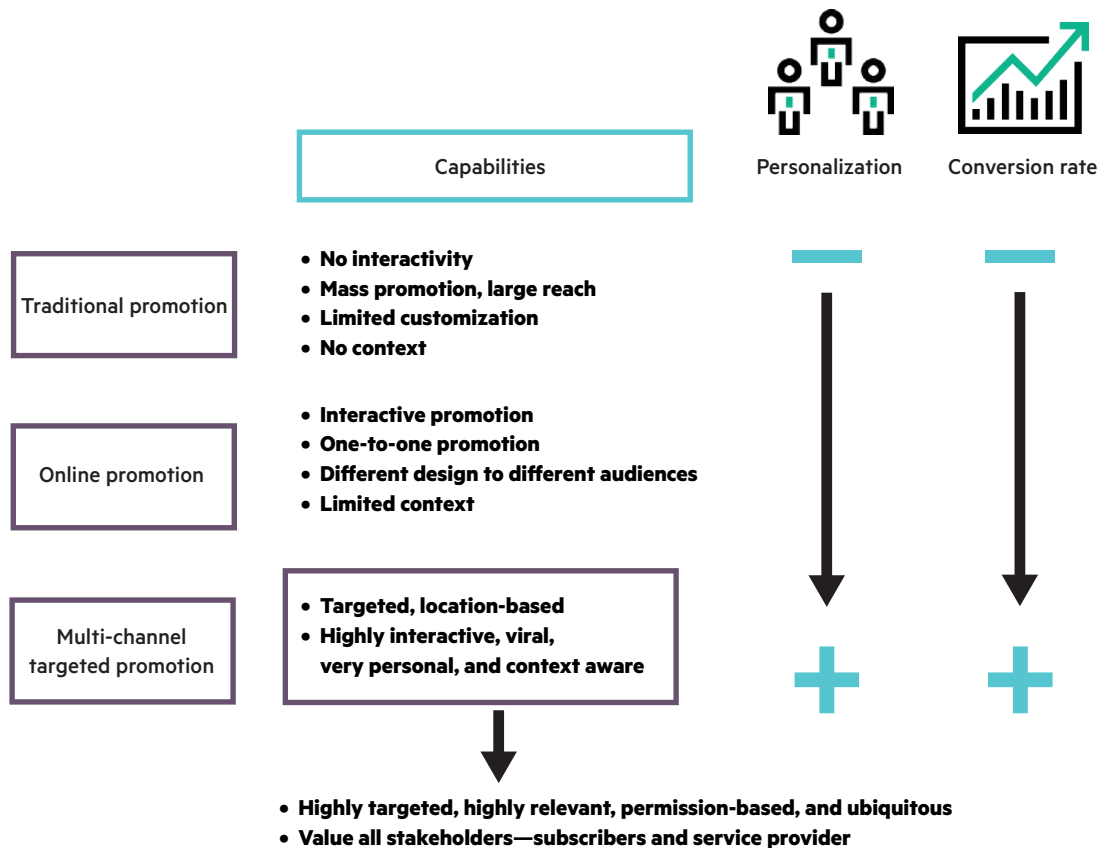 Capabilities
Personalization
Conversion rate
Traditional promotion
• No interactivity
• Mass promotion, large reach
• Limited customization
• No context
Online promotion
• Interactive promotion
• One-to-one promotion
• Different design to different audiences
• Limited context
Multi-channel
targeted promotion
• Targeted, location-based
• Highly interactive, viral,
very personal, and context aware
• Highly targeted, highly relevant, permission-based, and ubiquitous
• Value all stakeholders—subscribers and service provider